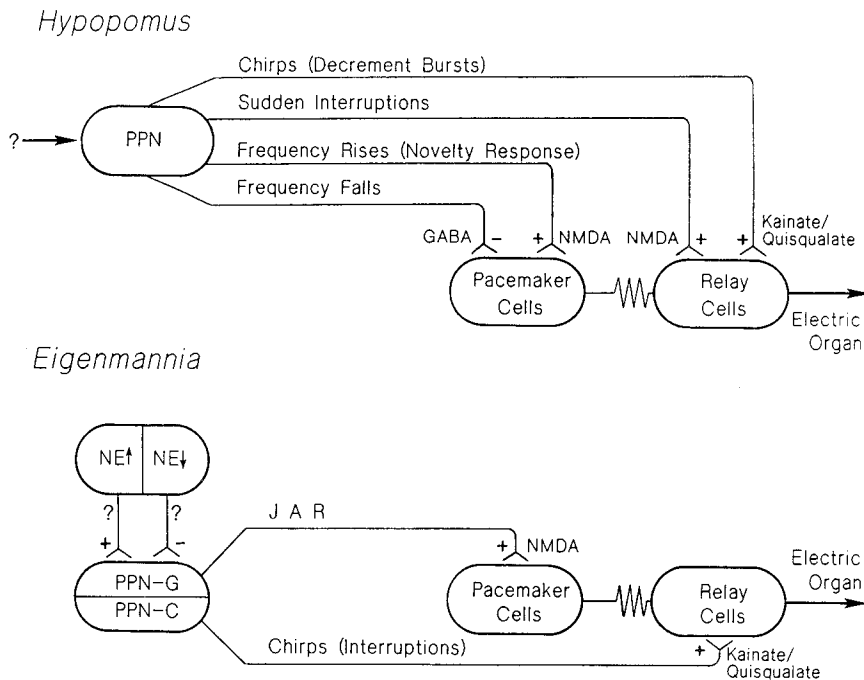 Hypopomus
Chirps (Decrement Bursts)
Sudden Interruptions
? PPN
Frequency Rises (Novelty Response)
Frequency Falls
GABA − + NMDA NMDA + + Kainate/
Quisqualate
Pacemaker
Cells
Relay
Cells
Electric
Organ
Eigenmannia
NE↑ NE↓
? ?
+ −
JAR
+ NMDA
PPN-G
PPN-C
Pacemaker
Cells
Relay
Cells
Electric
Organ
Chirps (Interruptions)
+ Kainate/
Quisqualate